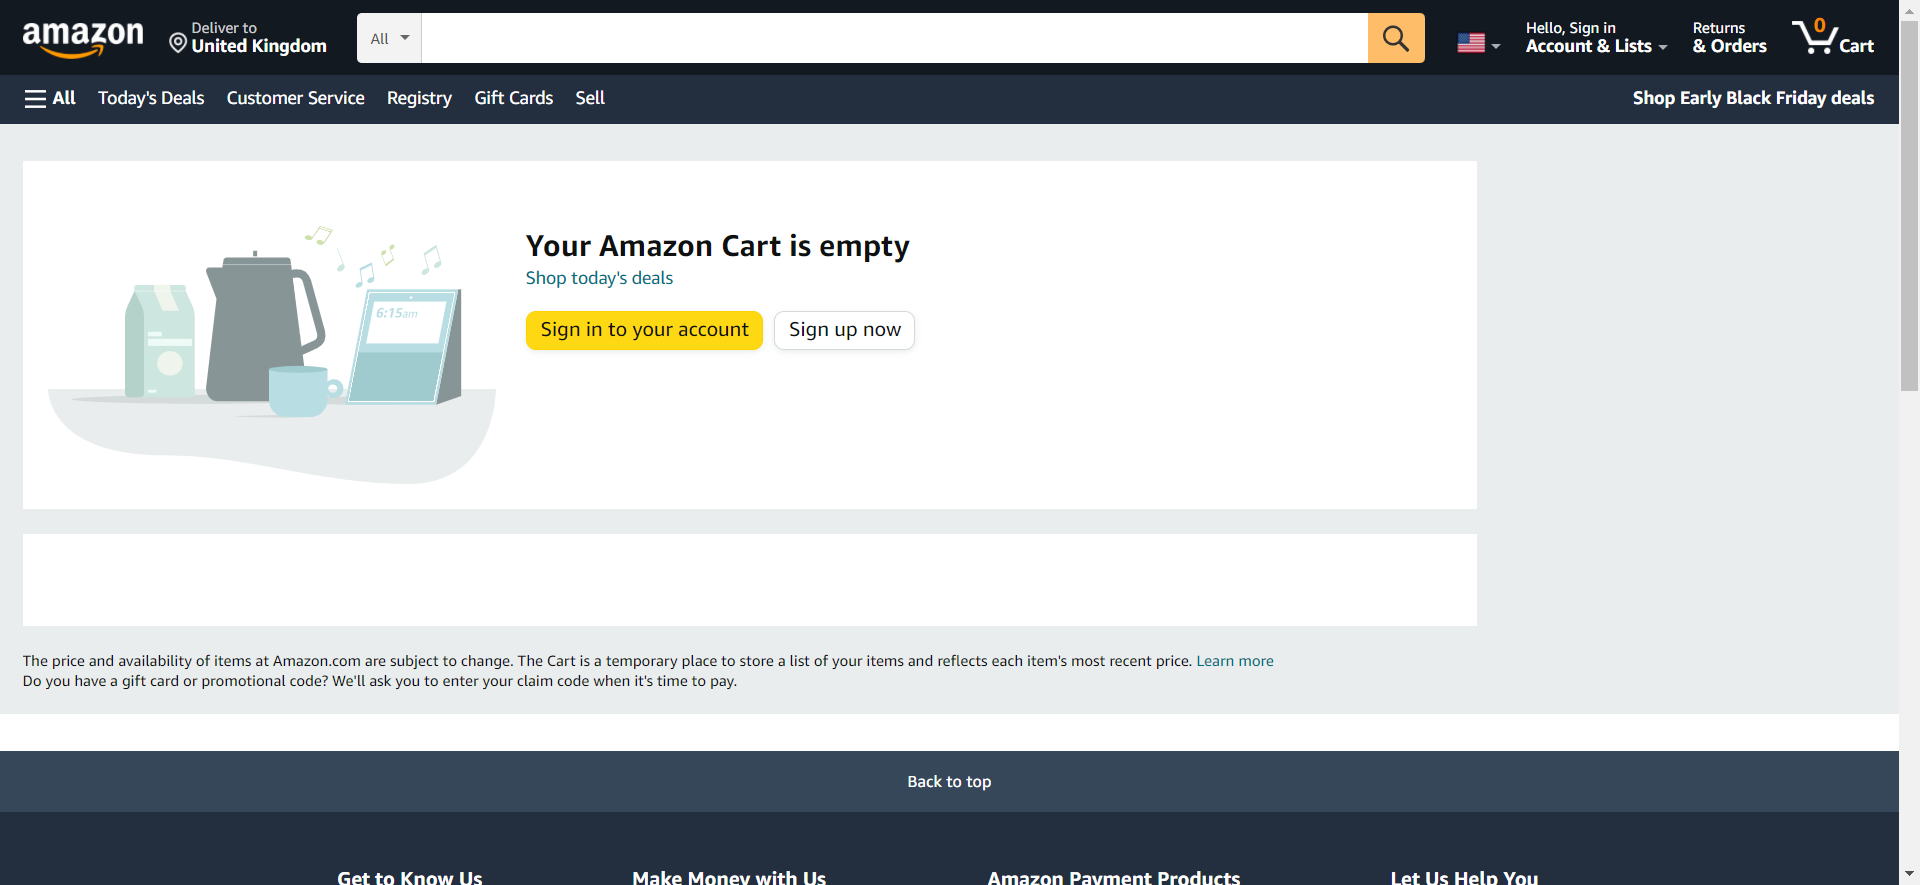 amazon
Deliver to
United Kingdom
All
Hello, Sign in
Account & Lists
Returns
& Orders
0
Cart
All
Today's Deals
Customer Service
Registry
Gift Cards
Sell
Shop Early Black Friday deals
6:15am
Your Amazon Cart is empty
Shop today's deals
Sign in to your account
Sign up now
The price and availability of items at Amazon.com are subject to change. The Cart is a temporary place to store a list of your items and reflects each item's most recent price. Learn more
Do you have a gift card or promotional code? We'll ask you to enter your claim code when it's time to pay.
Back to top
Get to Know Us
Make Money with Us
Amazon Payment Products
Let Us Help You